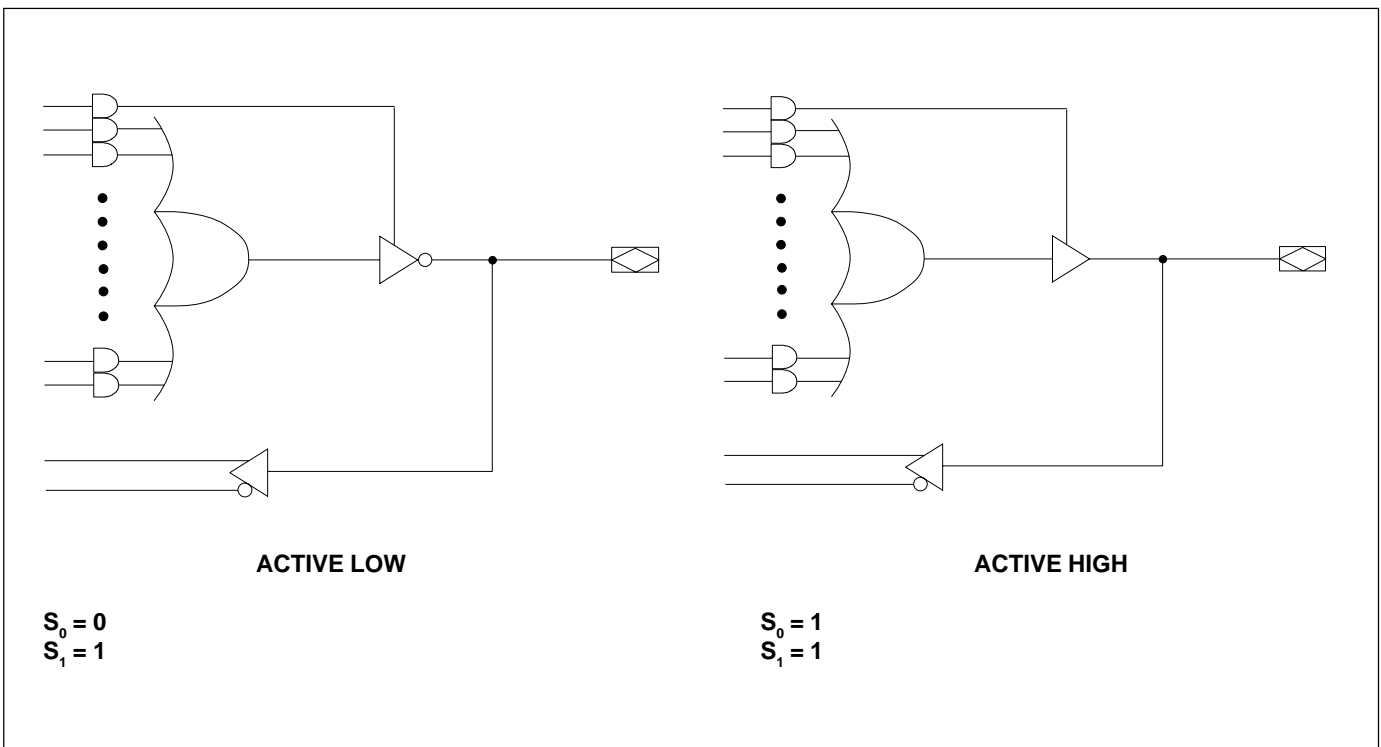 ACTIVE LOW
ACTIVE HIGH
S₀ = 0
S₁ = 1
S₀ = 1
S₁ = 1